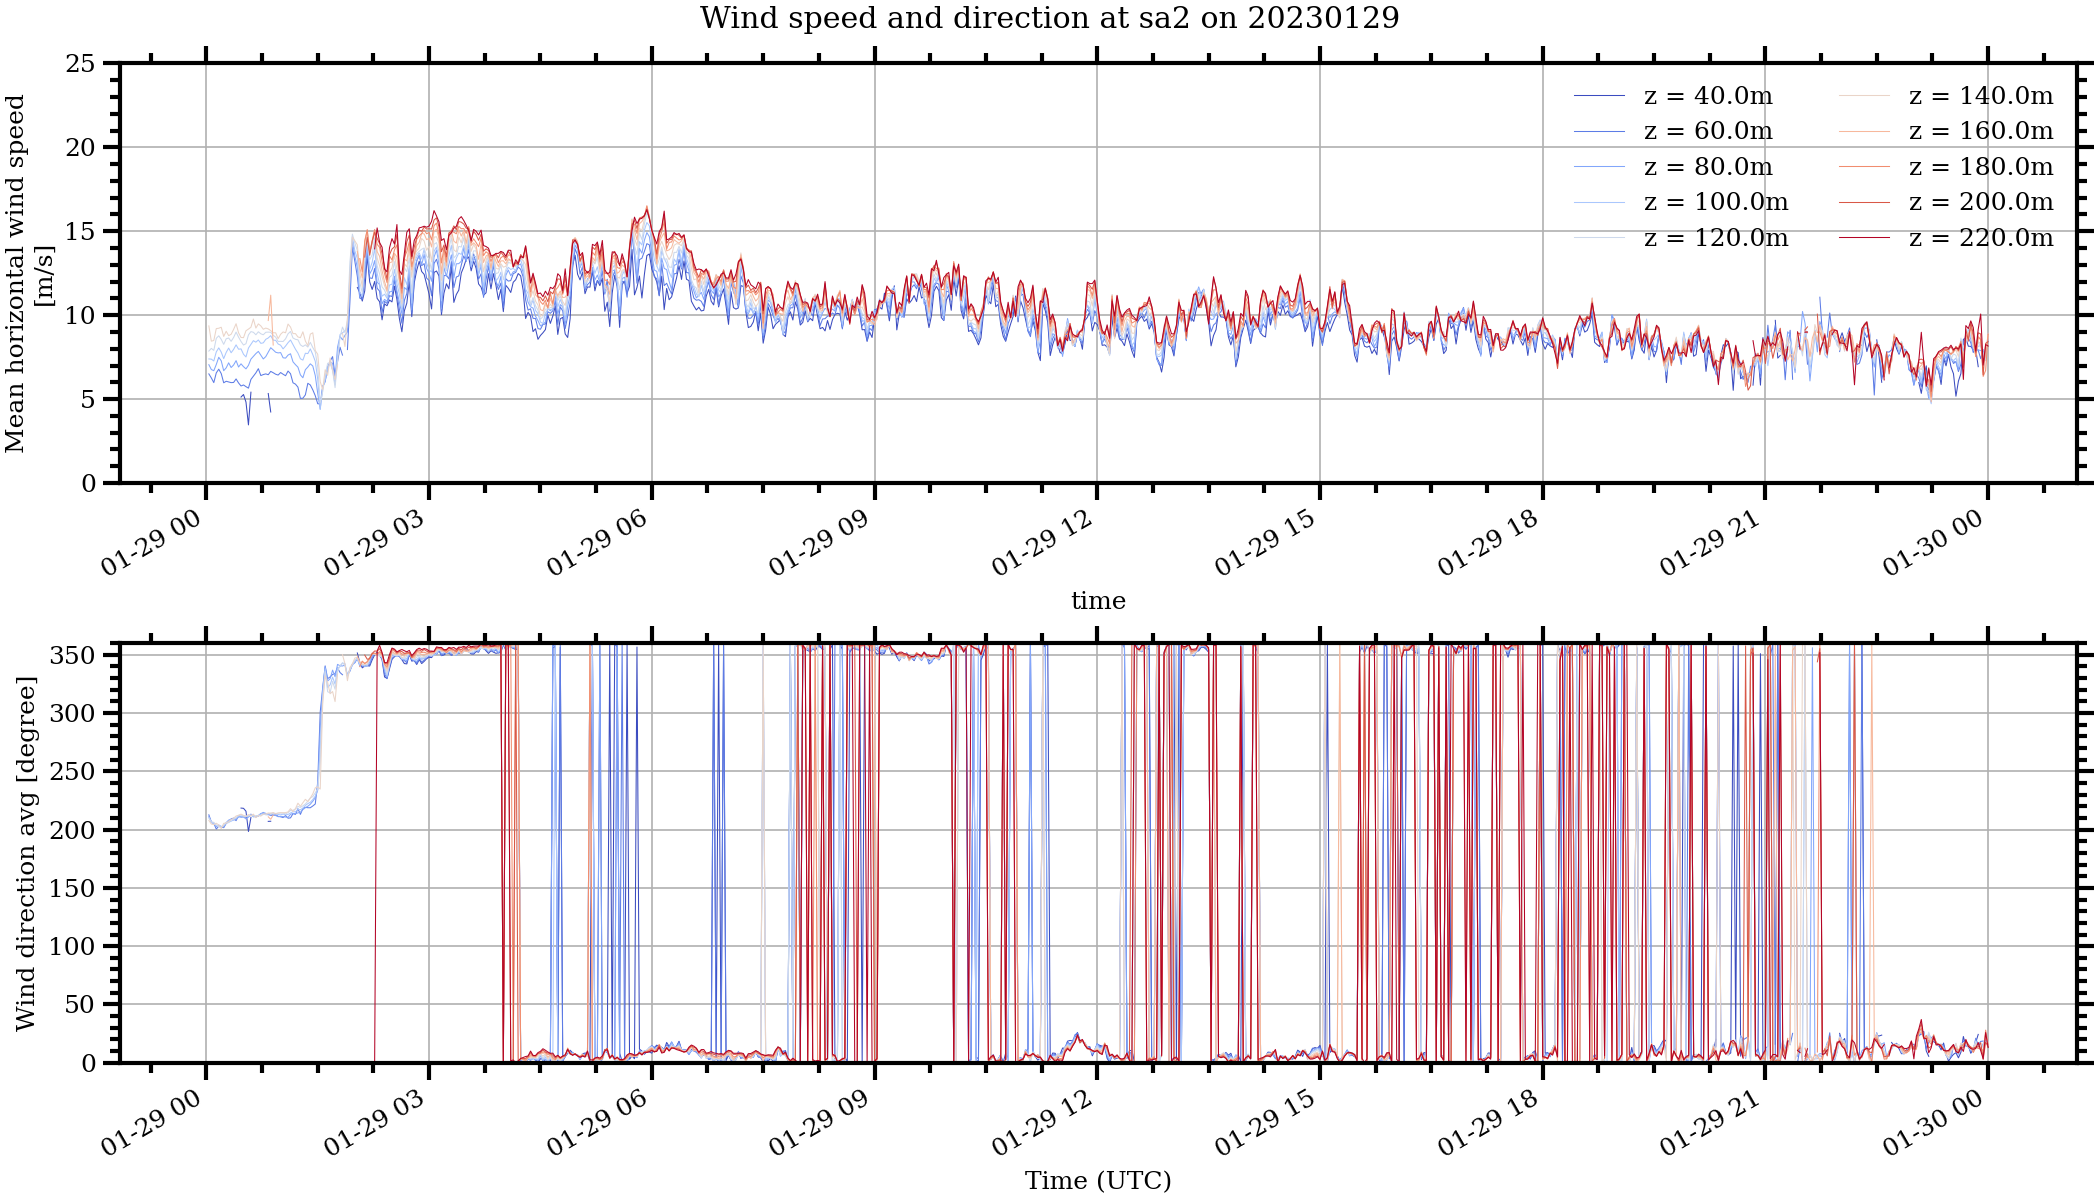 Wind speed and direction at sa2 on 20230129
Mean horizontal wind speed
[m/s]
25
20
15
10
5
0
z = 40.0m
z = 60.0m
z = 80.0m
z = 100.0m
z = 120.0m
z = 140.0m
z = 160.0m
z = 180.0m
z = 200.0m
z = 220.0m
01-29 00
01-29 03
01-29 06
01-29 09
01-29 12
01-29 15
01-29 18
01-29 21
01-30 00
time
Wind direction avg [degree]
350
300
250
200
150
100
50
0
01-29 00
01-29 03
01-29 06
01-29 09
01-29 12
01-29 15
01-29 18
01-29 21
01-30 00
Time (UTC)